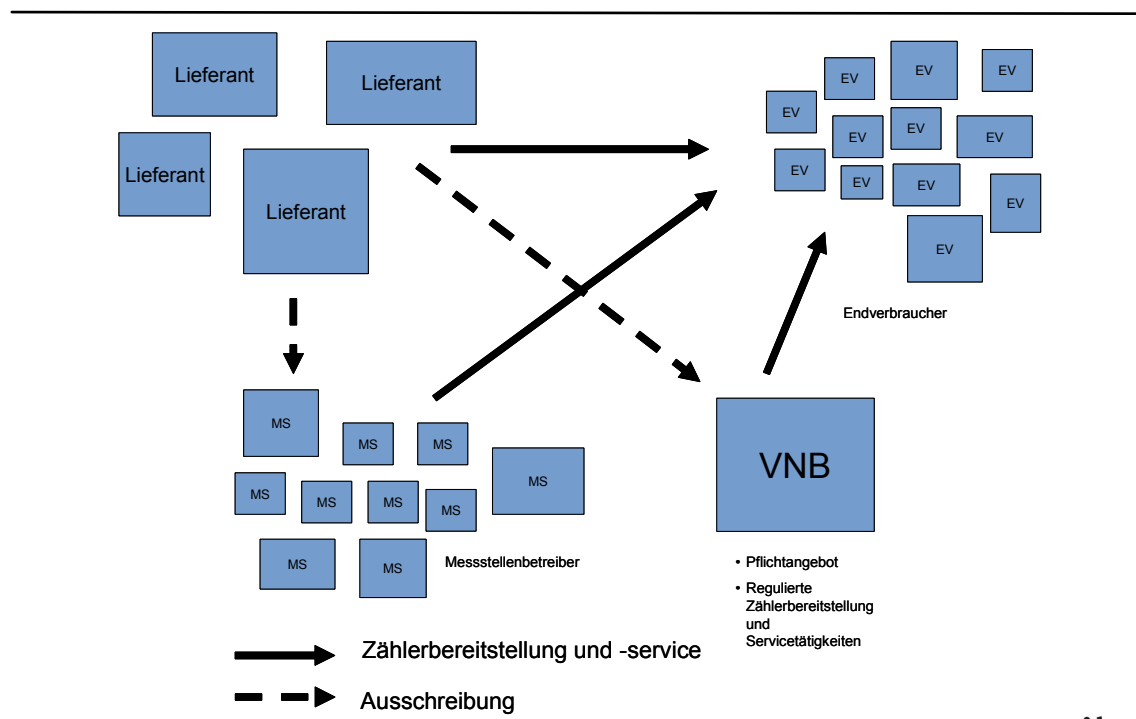 Lieferant
Lieferant
Lieferant
Lieferant
EV
EV
EV
EV
EV
EV
EV
EV
EV
EV
EV
EV
Endverbraucher
MS
MS
MS
MS
MS
MS
MS
MS
MS
MS
Messstellenbetreiber
VNB
• Pflichtangebot
• Regulierte
Zählerbereitstellung
und
Servicetätigkeiten
Zählerbereitstellung und -service
Ausschreibung